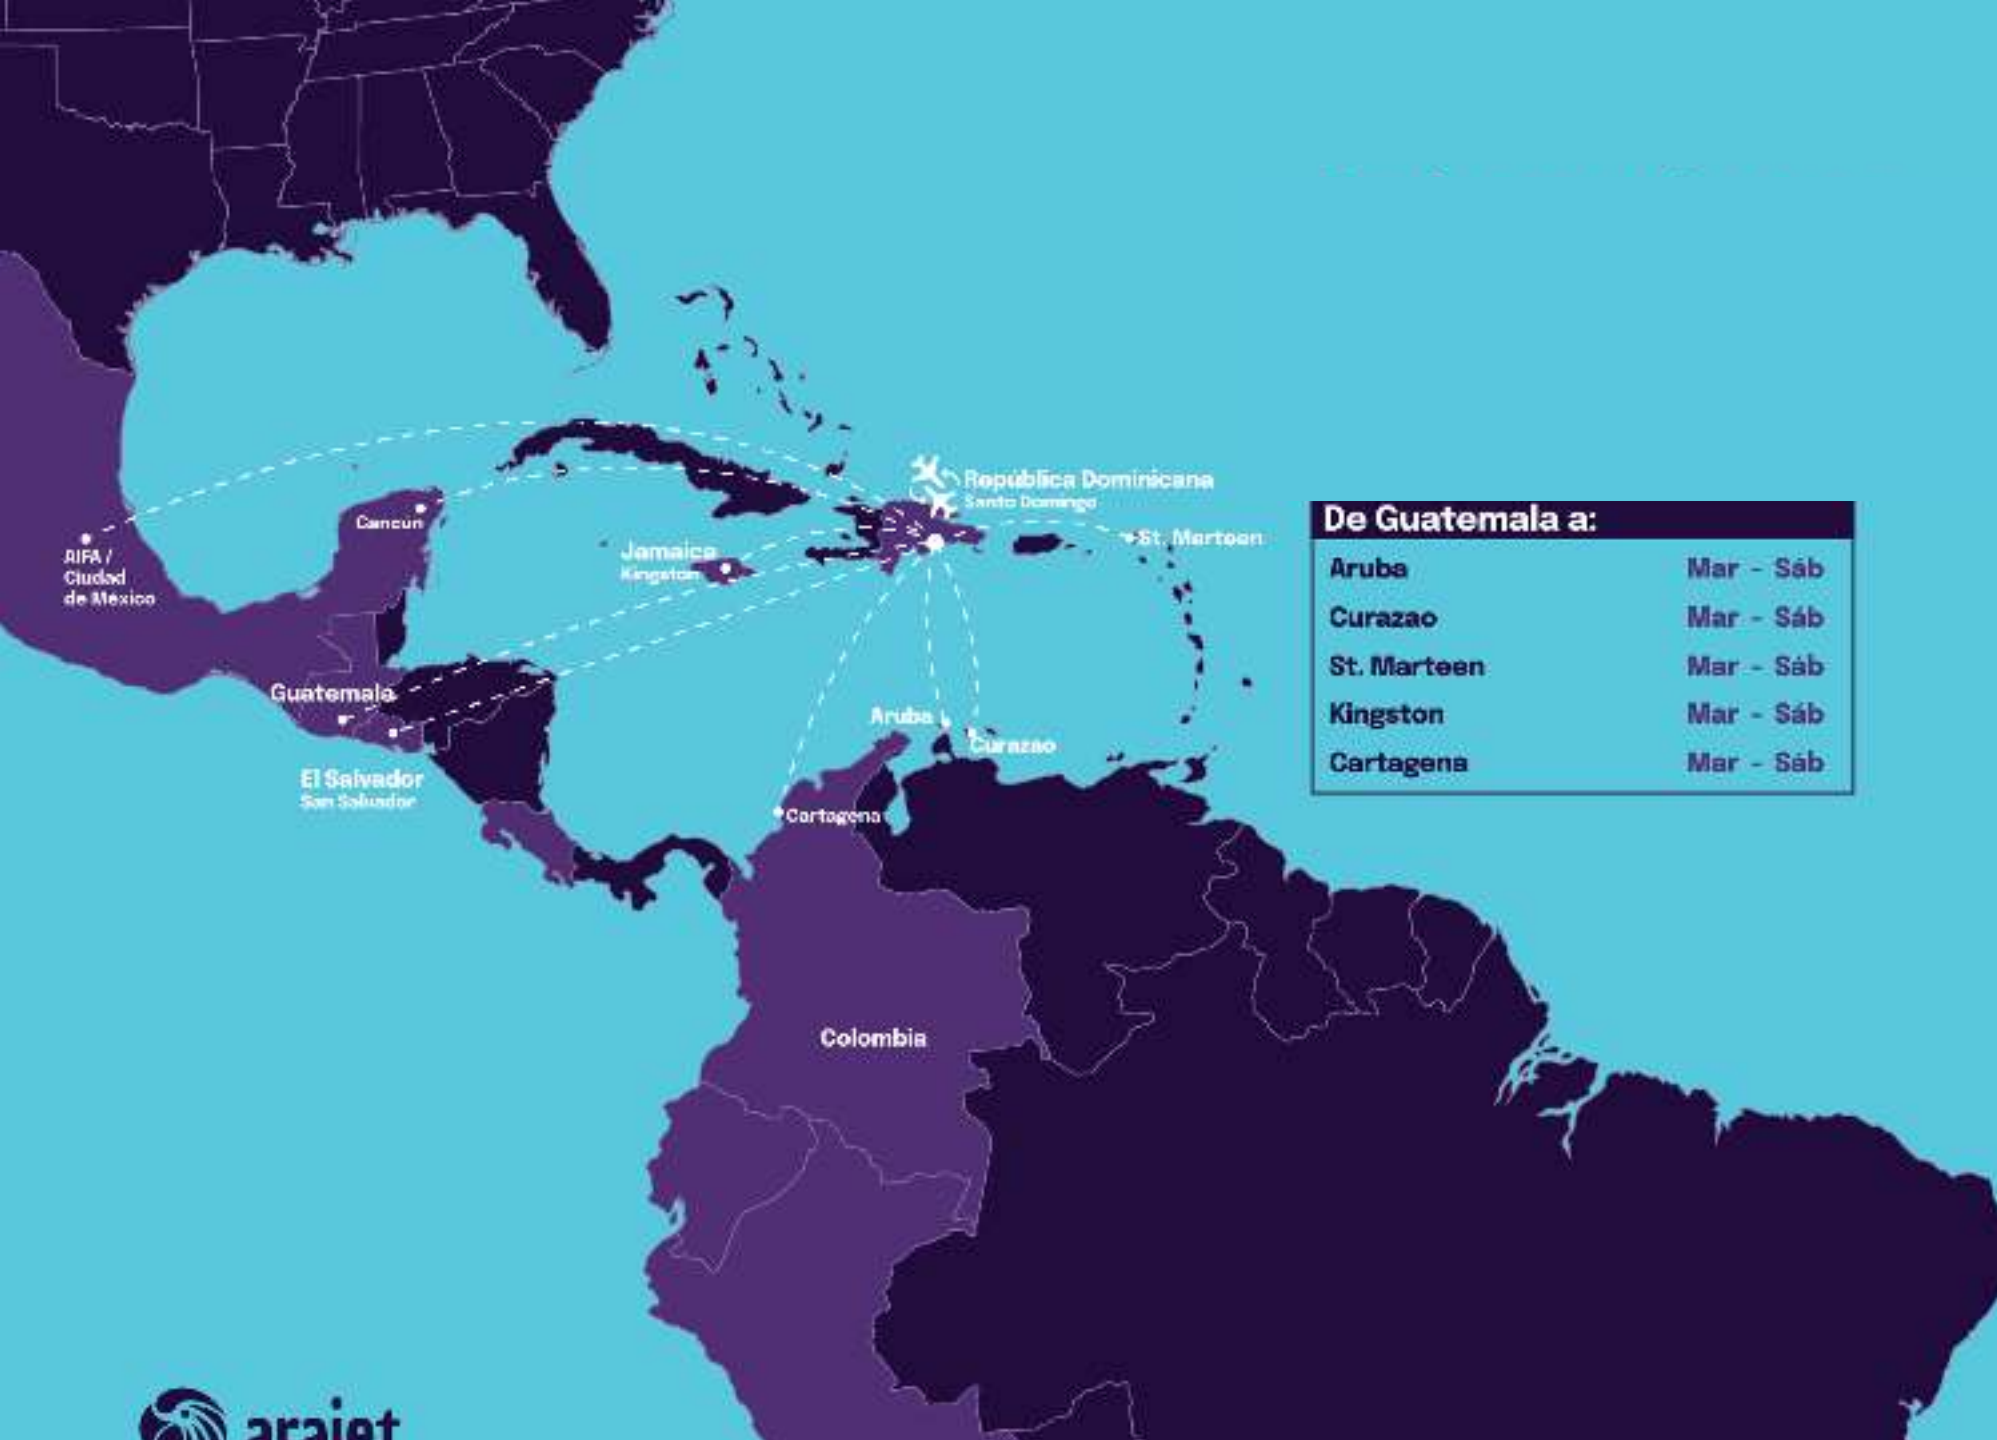 República Dominicana
Santo Domingo
St. Marteen
Cancún
AIFA /
Ciudad
de México
Jamaica
Kingston
Guatemala
El Salvador
San Salvador
Aruba
Curazao
Cartagena
Colombia
De Guatemala a:
Aruba Mar - Sáb
Curazao Mar - Sáb
St. Marteen Mar - Sáb
Kingston Mar - Sáb
Cartagena Mar - Sáb
arajet